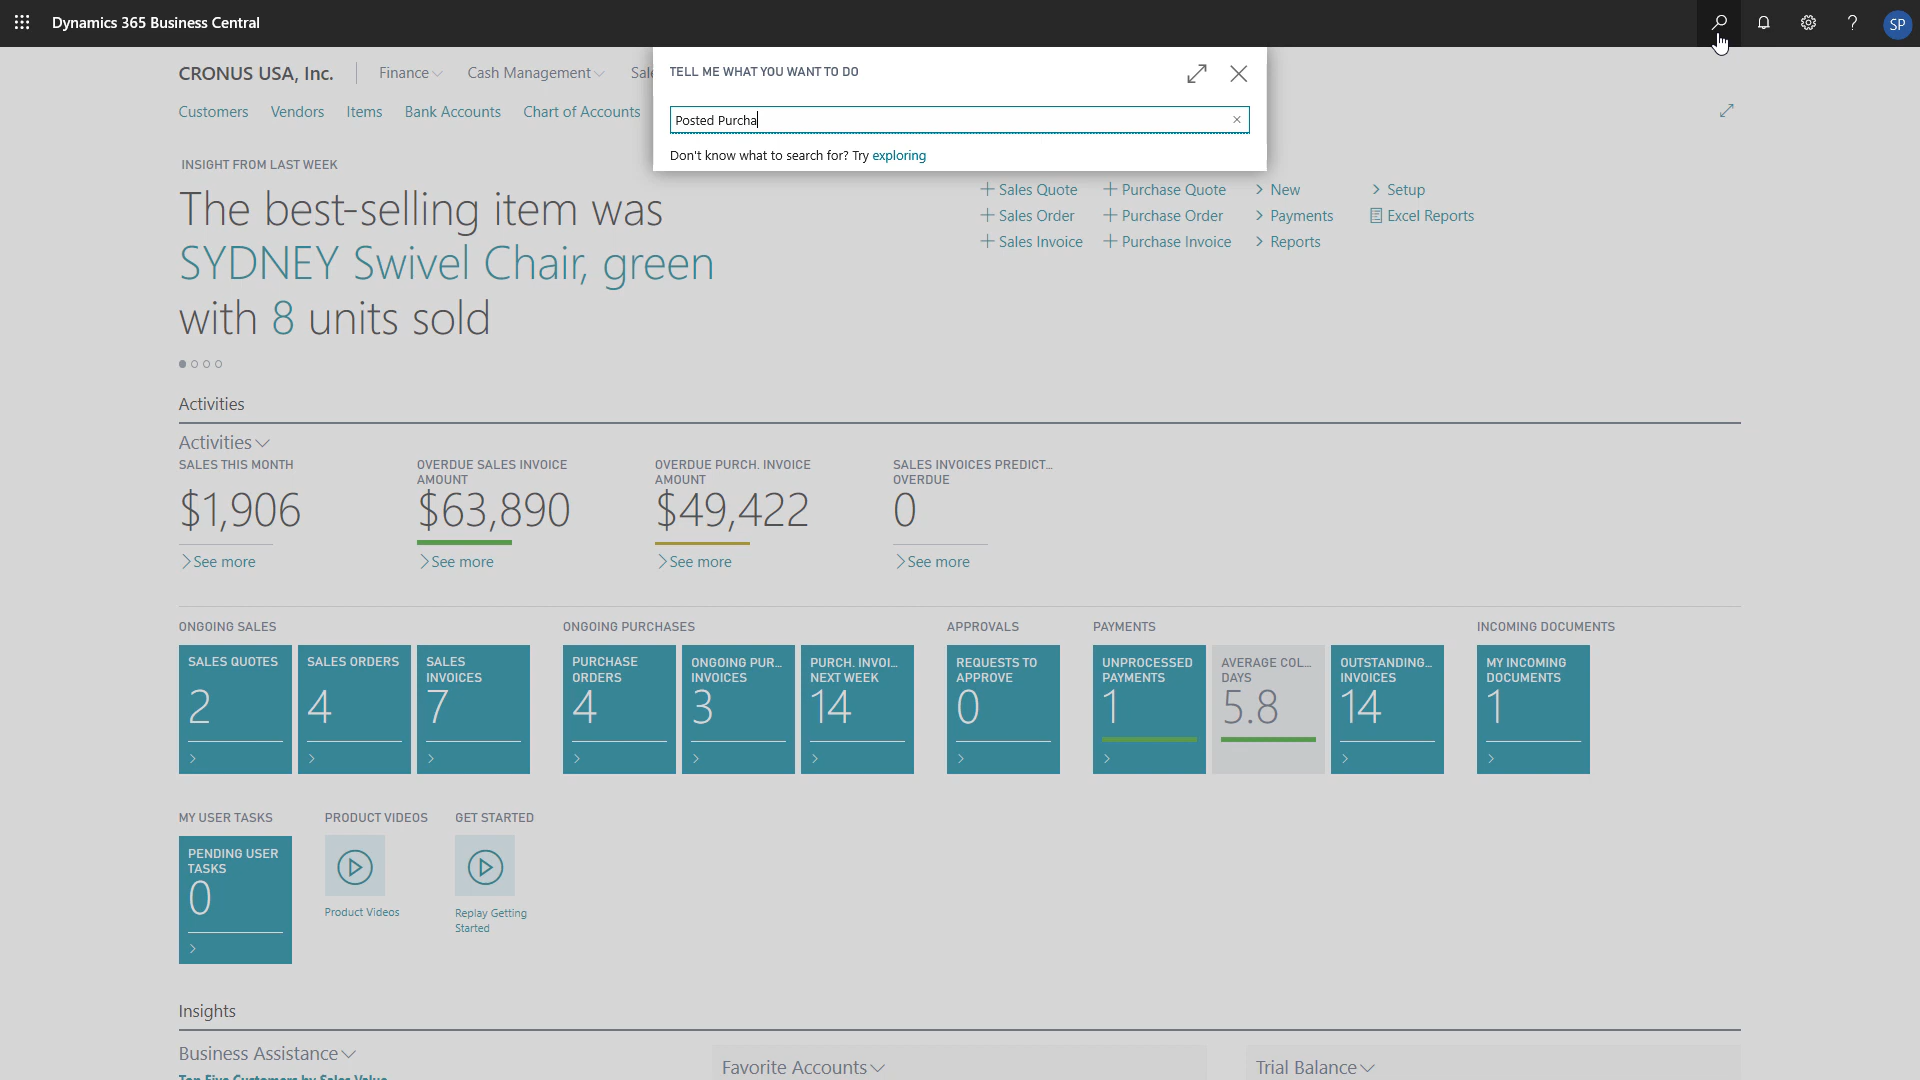 Dynamics 365 Business Central
SP
CRONUS USA, Inc.
Finance
Cash Management
TELL ME WHAT YOU WANT TO DO
Posted Purcha
Don't know what to search for? Try exploring
Customers
Vendors
Items
Bank Accounts
Chart of Accounts
INSIGHT FROM LAST WEEK
The best-selling item was
SYDNEY Swivel Chair, green
with 8 units sold
+ Sales Quote
+ Purchase Quote
> New
> Setup
+ Sales Order
+ Purchase Order
> Payments
Excel Reports
+ Sales Invoice
+ Purchase Invoice
> Reports
Activities
Activities
SALES THIS MONTH
$1,906
> See more
OVERDUE SALES INVOICE
AMOUNT
$63,890
> See more
OVERDUE PURCH. INVOICE
AMOUNT
$49,422
> See more
SALES INVOICES PREDICT...
OVERDUE
0
> See more
ONGOING SALES
SALES QUOTES
2
SALES ORDERS
4
SALES
INVOICES
7
ONGOING PURCHASES
PURCHASE
ORDERS
4
ONGOING PUR...
INVOICES
3
PURCH. INVOI...
NEXT WEEK
14
APPROVALS
REQUESTS TO
APPROVE
0
PAYMENTS
UNPROCESSED
PAYMENTS
1
AVERAGE COL...
DAYS
5.8
OUTSTANDING...
INVOICES
14
INCOMING DOCUMENTS
MY INCOMING
DOCUMENTS
1
MY USER TASKS
PENDING USER
TASKS
0
PRODUCT VIDEOS
Product Videos
GET STARTED
Replay Getting
Started
Insights
Business Assistance
Top Five Customers by Sales Value
Favorite Accounts
Trial Balance